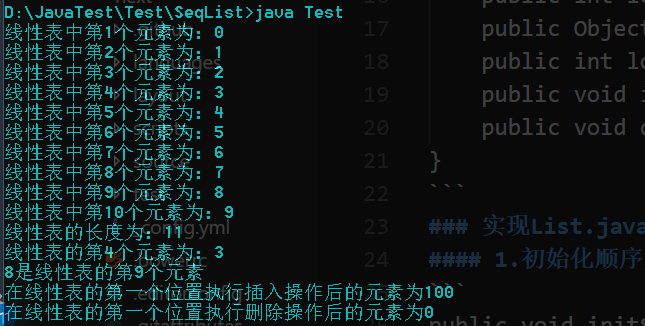 D:\JavaTest\Test\SeqList>java Test
线性表中第1个元素为: 0
线性表中第2个元素为: 1
线性表中第3个元素为: 2
线性表中第4个元素为: 3
线性表中第5个元素为: 4
线性表中第6个元素为: 5
线性表中第7个元素为: 6
线性表中第8个元素为: 7
线性表中第9个元素为: 8
线性表中第10个元素为: 9
线性表的长度为: 11
线性表的第4个元素为: 3
8是线性表的第9个元素
在线性表的第一个位置执行插入操作后的元素为100
在线性表的第一个位置执行删除操作后的元素为0
public Object
17 public int lo
18 public void i
19
20 public void
21 }
22 ```
23
24 ### 实现List.java
25 #### 1.初始化顺序
26 ```
public void init